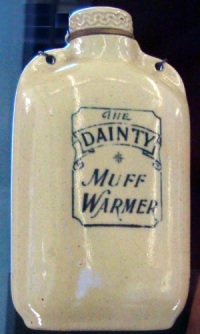 THE
DAINTY
MUFF
WARMER